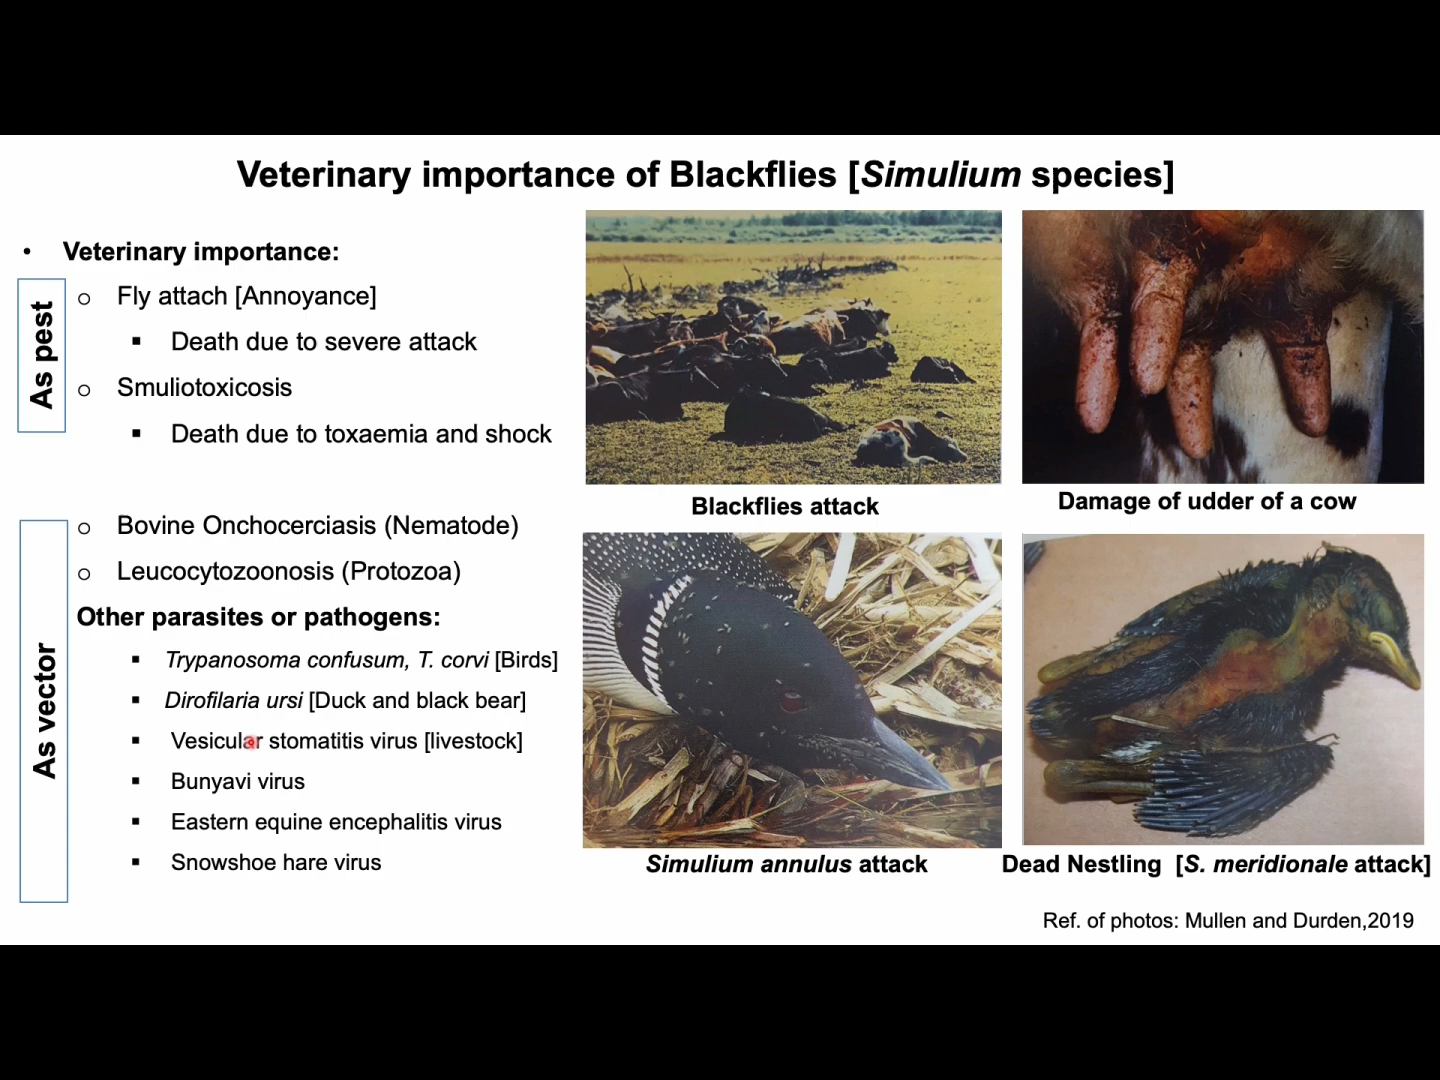 Veterinary importance of Blackflies [Simulium species]
• Veterinary importance:
As pest
o Fly attach [Annoyance]
▪ Death due to severe attack
o Smuliotoxicosis
▪ Death due to toxaemia and shock
As vector
o Bovine Onchocerciasis (Nematode)
o Leucocytozoonosis (Protozoa)
Other parasites or pathogens:
▪ Trypanosoma confusum, T. corvi [Birds]
▪ Dirofilaria ursi [Duck and black bear]
▪ Vesicular stomatitis virus [livestock]
▪ Bunyavi virus
▪ Eastern equine encephalitis virus
▪ Snowshoe hare virus
Blackflies attack
Damage of udder of a cow
Simulium annulus attack
Dead Nestling [S. meridionale attack]
Ref. of photos: Mullen and Durden,2019